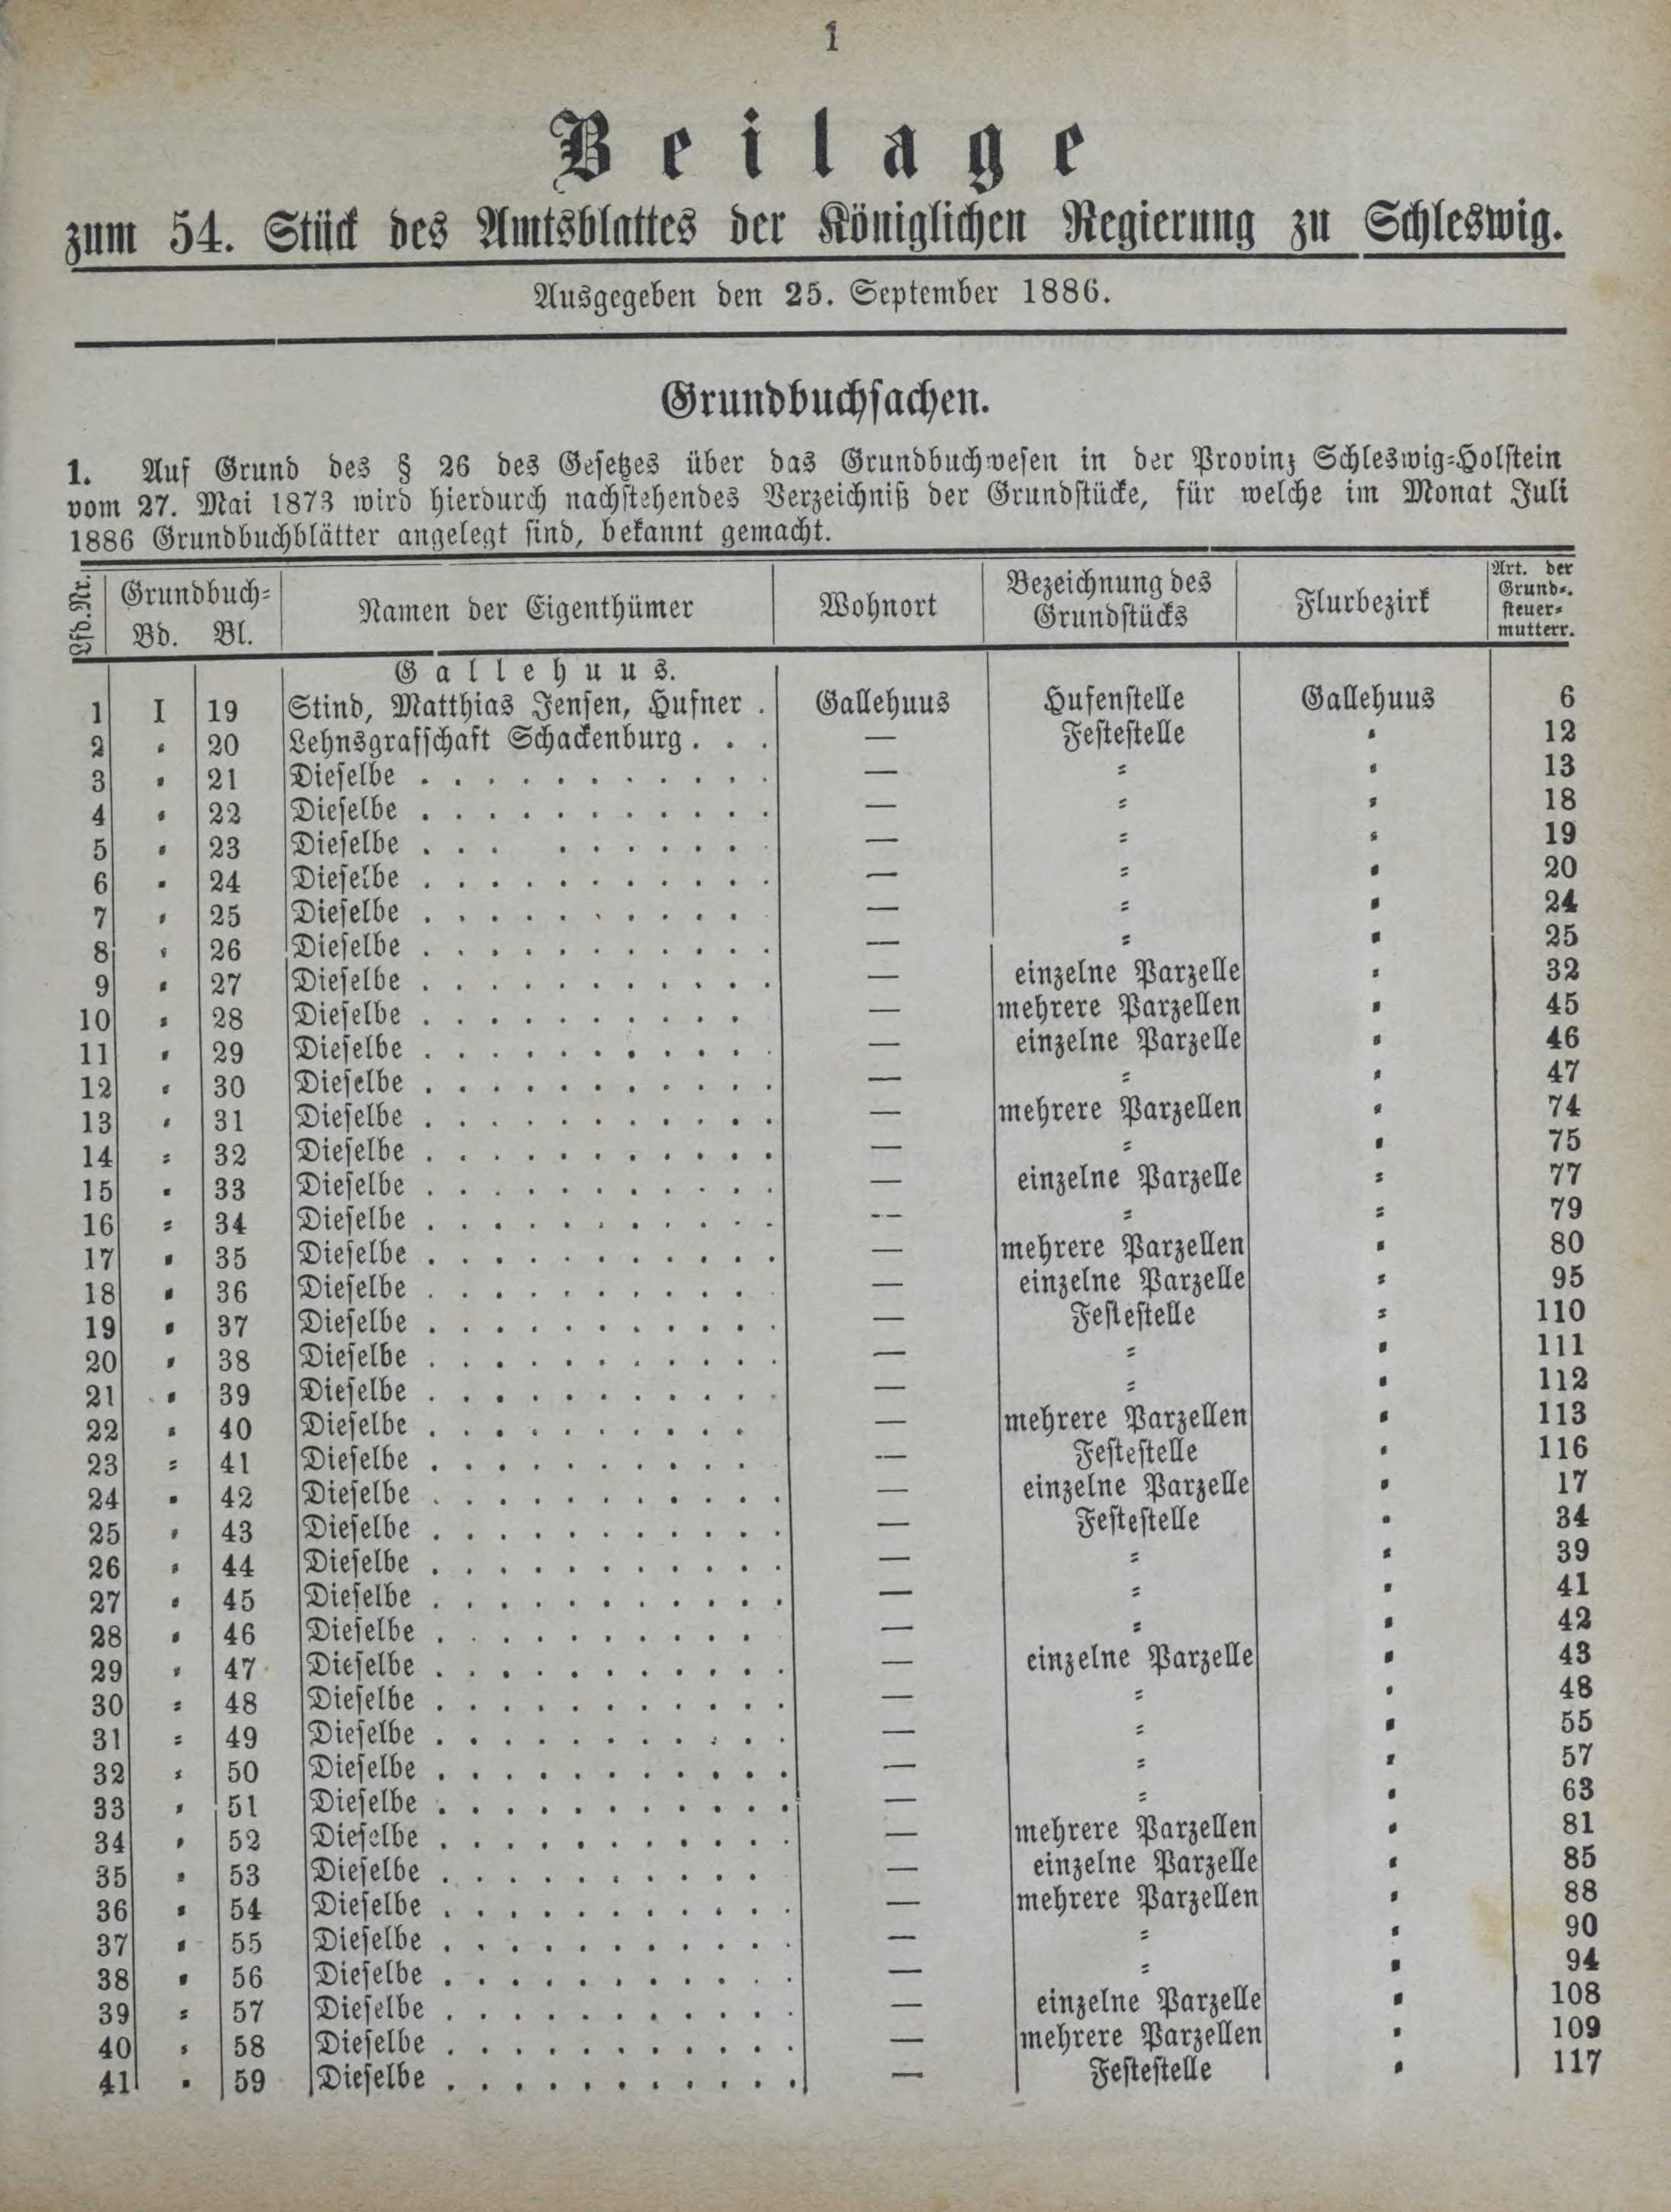 1
Beilage
zum 54. Stück des Amtsblattes der Königlichen Regierung zu Schleswig.
Ausgegeben den 25. September 1886.
Grundbuchsachen.
1. Auf Grund des § 26 des Gesetzes über das Grundbuchwesen in der Provinz Schleswig-Holstein
vom 27. Mai 1873 wird hierdurch nachstehendes Verzeichniß der Grundstücke, für welche im Monat Juli
1886 Grundbuchblätter angelegt sind, bekannt gemacht.
Lfd. Nr. Grundbuch- Bd. Bl. Namen der Eigenthümer Wohnort Bezeichnung des Grundstücks Flurbezirk Art. der Grund-. steuer- mutterr.
Gallehuus.
1 I 19 Stind, Matthias Jensen, Hufner . Gallehuus Hufenstelle Gallehuus 6
2 = 20 Lehnsgrafschaft Schackenburg . . . — Festestelle = 12
3 = 21 Dieselbe . . . . . . . . . . . — = = 13
4 = 22 Dieselbe . . . . . . . . . . . — = = 18
5 = 23 Dieselbe . . . . . . . . . . — = = 19
6 = 24 Dieselbe . . . . . . . . . . . — = = 20
7 = 25 Dieselbe . . . . . . . . . . — = = 24
8 = 26 Dieselbe . . . . . . . . . . . — = = 25
9 = 27 Dieselbe . . . . . . . . . . . — einzelne Parzelle = 32
10 = 28 Dieselbe . . . . . . . . . . — mehrere Parzellen = 45
11 = 29 Dieselbe . . . . . . . . . . . — einzelne Parzelle = 46
12 = 30 Dieselbe . . . . . . . . . . . — = = 47
13 = 31 Dieselbe . . . . . . . . . . . — mehrere Parzellen = 74
14 = 32 Dieselbe . . . . . . . . . . . — = = 75
15 = 33 Dieselbe . . . . . . . . . . . — einzelne Parzelle = 77
16 = 34 Dieselbe . . . . . . . . . . . — = = 79
17 = 35 Dieselbe . . . . . . . . . . . — mehrere Parzellen = 80
18 = 36 Dieselbe . . . . . . . . . . — einzelne Parzelle = 95
19 = 37 Dieselbe . . . . . . . . . . . — Festestelle = 110
20 = 38 Dieselbe . . . . . . . . . . . — = = 111
21 = 39 Dieselbe . . . . . . . . . . . — = = 112
22 = 40 Dieselbe . . . . . . . . . . — mehrere Parzellen = 113
23 = 41 Dieselbe . . . . . . . . . . — Festestelle = 116
24 = 42 Dieselbe . . . . . . . . . . . — einzelne Parzelle = 17
25 = 43 Dieselbe . . . . . . . . . . . — Festestelle = 34
26 = 44 Dieselbe . . . . . . . . . . . — = = 39
27 = 45 Dieselbe . . . . . . . . . . . — = = 41
28 = 46 Dieselbe . . . . . . . . . . — = = 42
29 = 47 Dieselbe . . . . . . . . . . . — einzelne Parzelle = 43
30 = 48 Dieselbe . . . . . . . . . . . — = = 48
31 = 49 Dieselbe . . . . . . . . . . . — = = 55
32 = 50 Dieselbe . . . . . . . . . . . — = = 57
33 = 51 Dieselbe . . . . . . . . . . . — = = 63
34 = 52 Dieselbe . . . . . . . . . . . — mehrere Parzellen = 81
35 = 53 Dieselbe . . . . . . . . . . — einzelne Parzelle = 85
36 = 54 Dieselbe . . . . . . . . . . . — mehrere Parzellen = 88
37 = 55 Dieselbe . . . . . . . . . . . — = = 90
38 = 56 Dieselbe . . . . . . . . . . . — = = 94
39 = 57 Dieselbe . . . . . . . . . . . — einzelne Parzelle = 108
40 = 58 Dieselbe . . . . . . . . . . . — mehrere Parzellen = 109
41 = 59 Dieselbe . . . . . . . . . . . — Festestelle = 117